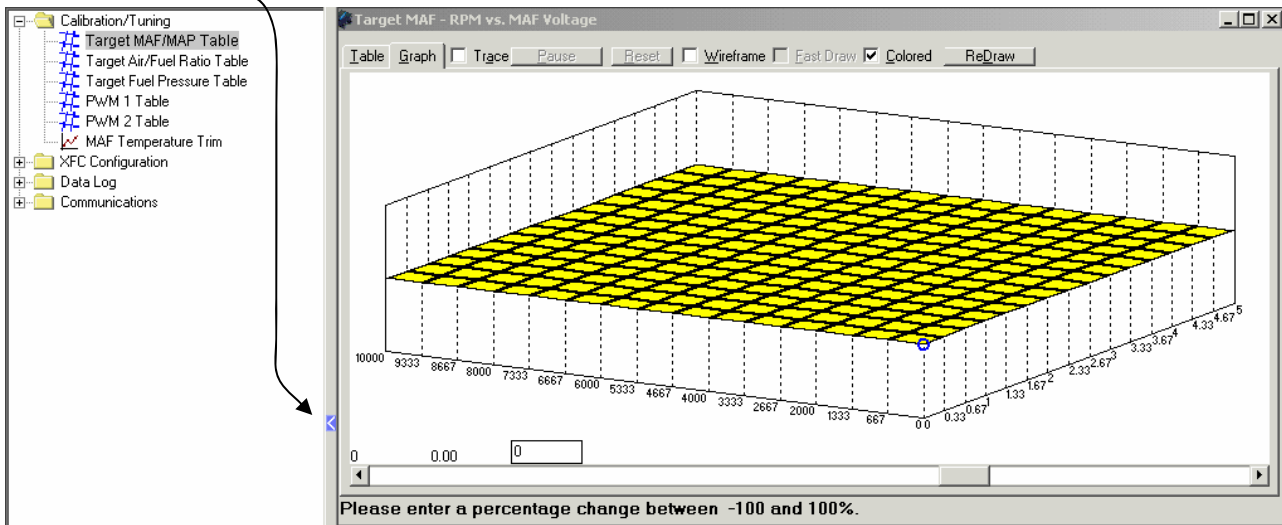 Calibration/Tuning
Target MAF/MAP Table
Target Air/Fuel Ratio Table
Target Fuel Pressure Table
PWM 1 Table
PWM 2 Table
MAF Temperature Trim
XFC Configuration
Data Log
Communications
Target MAF - RPM vs. MAF Voltage
Table Graph Trace Pause Reset Wireframe Fast Draw Colored ReDraw
10000 9333 8667 8000 7333 6667 6000 5333 4667 4000 3333 2667 2000 1333 667 0
0 0.33 0.67 1 1.33 1.67 2 2.33 2.67 3 3.33 3.67 4 4.33 4.67 5
0 0.00 0
Please enter a percentage change between -100 and 100%.